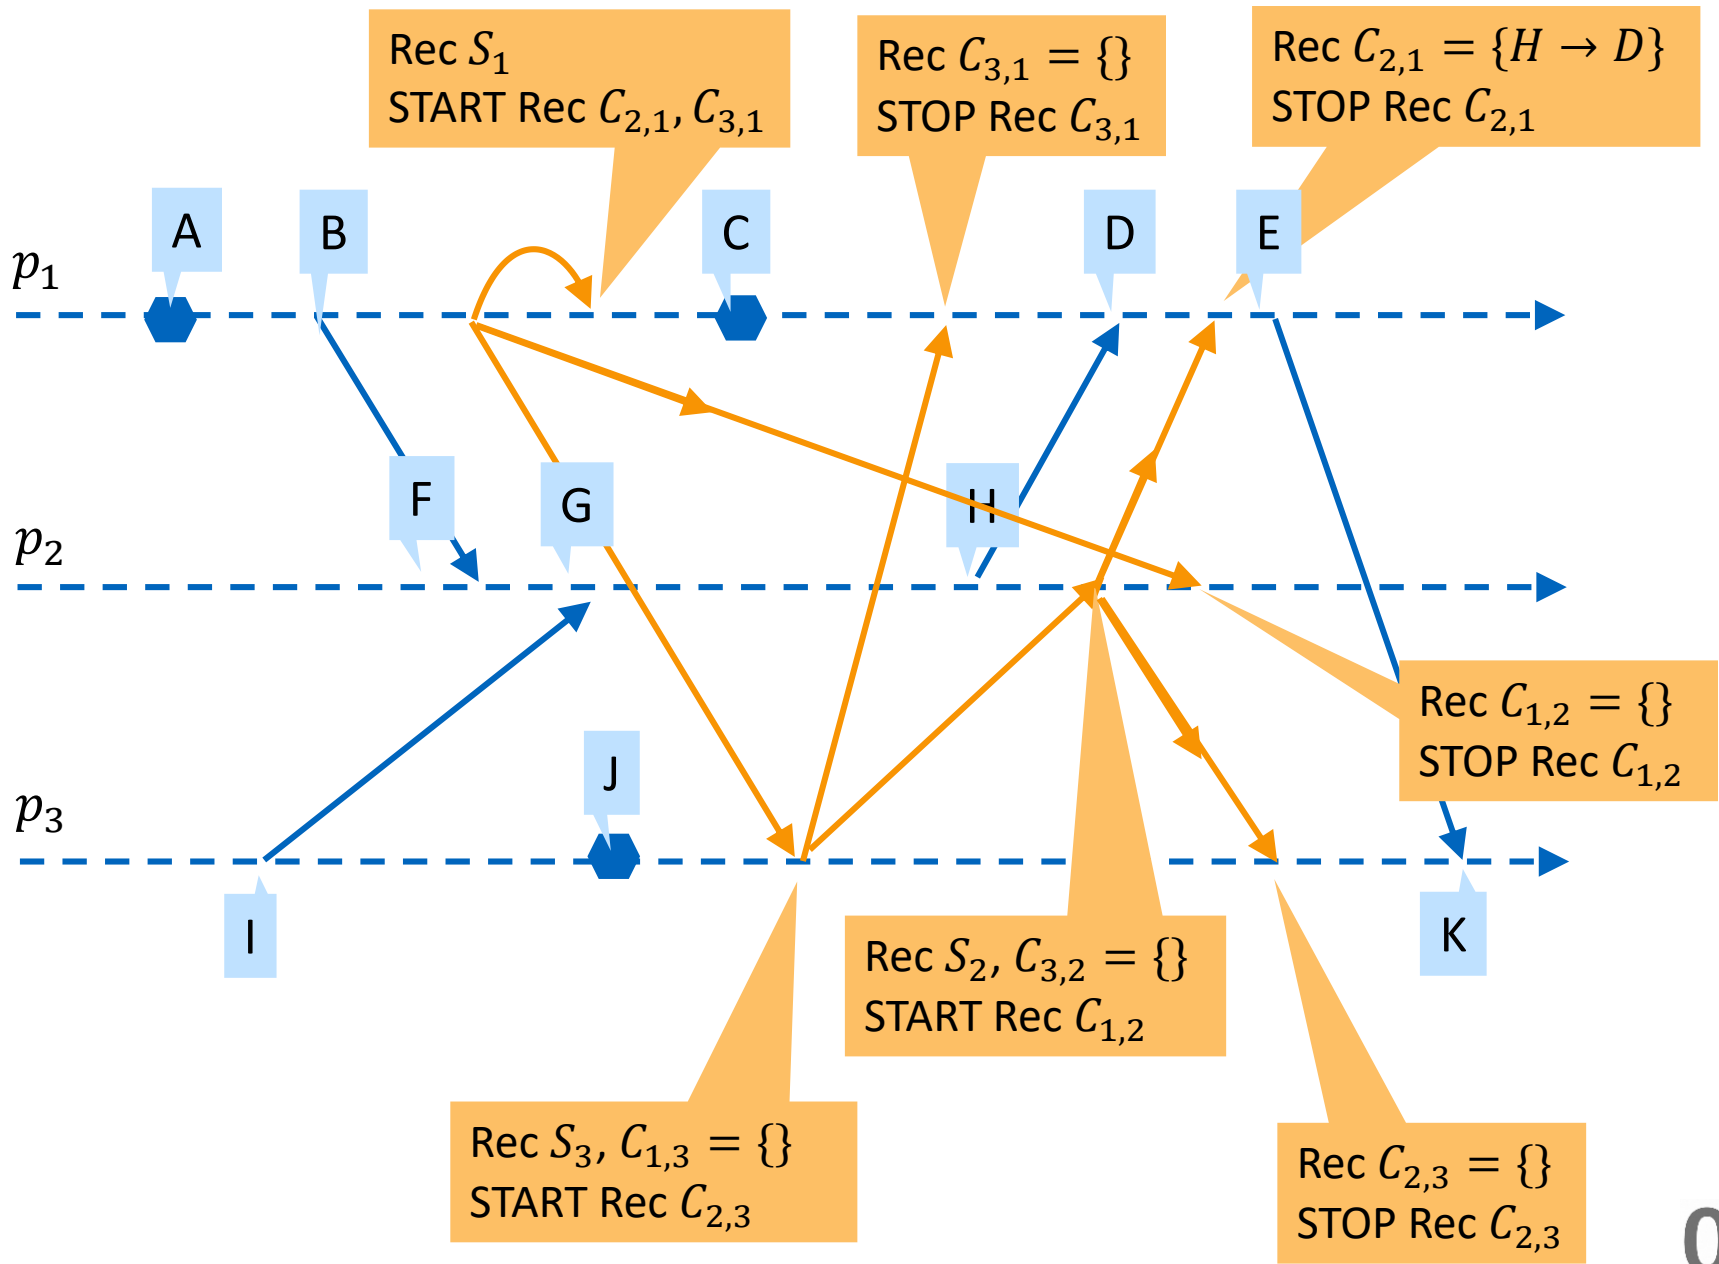 Rec S₁
START Rec C₂,₁, C₃,₁
Rec C₃,₁ = {}
STOP Rec C₃,₁
Rec C₂,₁ = {H → D}
STOP Rec C₂,₁
A
B
C
D
E
p₁
F
G
H
p₂
Rec C₁,₂ = {}
STOP Rec C₁,₂
J
p₃
I
K
Rec S₂, C₃,₂ = {}
START Rec C₁,₂
Rec S₃, C₁,₃ = {}
START Rec C₂,₃
Rec C₂,₃ = {}
STOP Rec C₂,₃